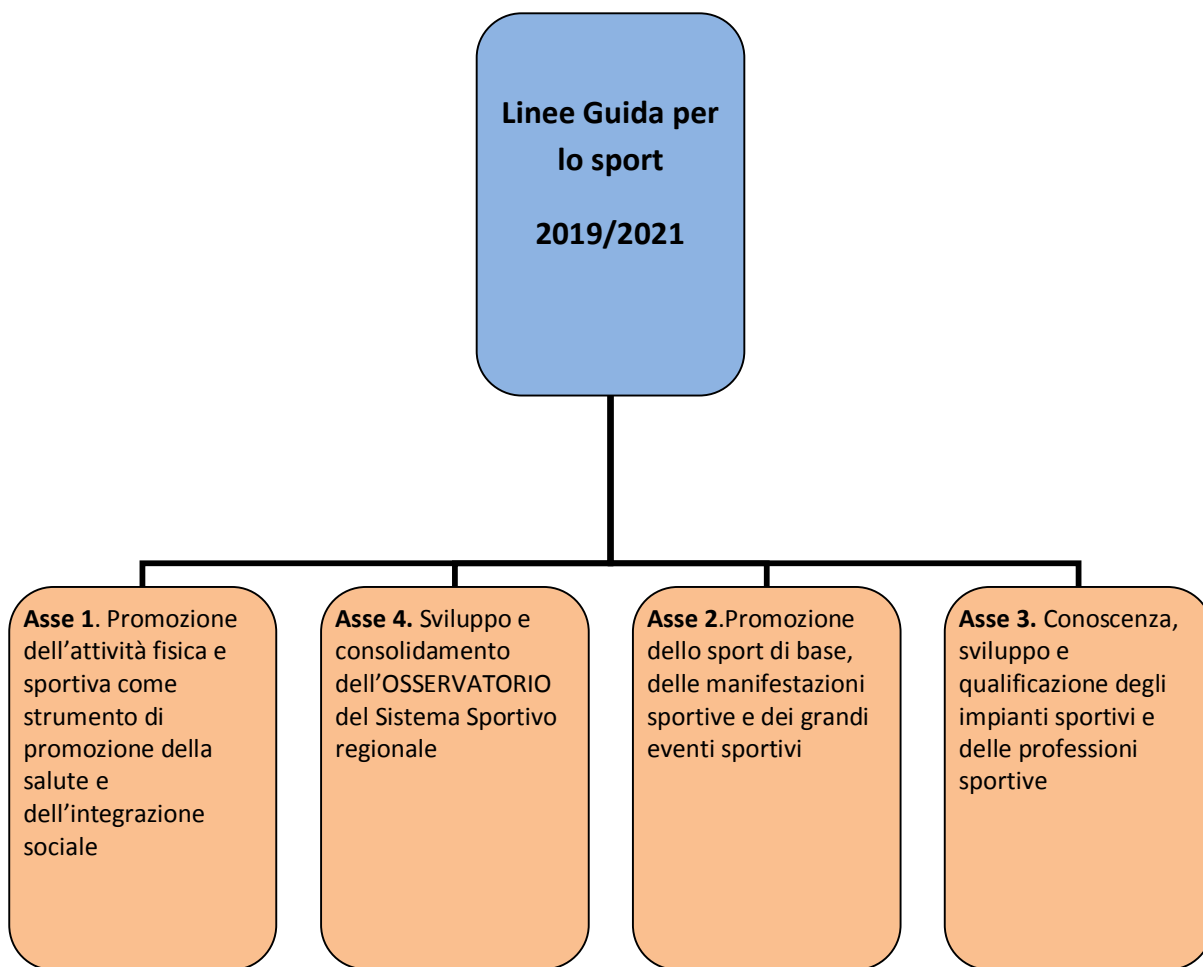 Linee Guida per
lo sport
2019/2021
Asse 1. Promozione
dell’attività fisica e
sportiva come
strumento di
promozione della
salute e
dell’integrazione
sociale
Asse 4. Sviluppo e
consolidamento
dell’OSSERVATORIO
del Sistema Sportivo
regionale
Asse 2.Promozione
dello sport di base,
delle manifestazioni
sportive e dei grandi
eventi sportivi
Asse 3. Conoscenza,
sviluppo e
qualificazione degli
impianti sportivi e
delle professioni
sportive